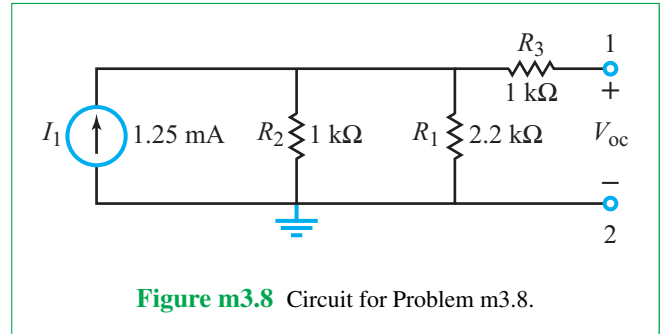 R3 1
1 kΩ +
I1 1.25 mA R2 1 kΩ R1 2.2 kΩ Voc
−
2
Figure m3.8 Circuit for Problem m3.8.